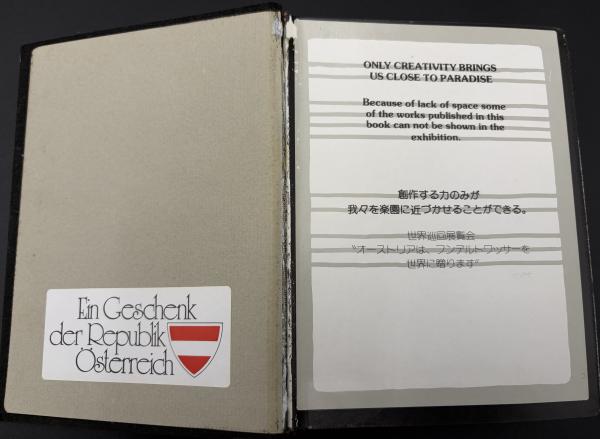 Ein Geschenk
der Republik
Österreich
ONLY CREATIVITY BRINGS
US CLOSE TO PARADISE
Because of lack of space some
of the works published in this
book can not be shown in the
exhibition.
創作する力のみが
我々を楽園に近づかせることができる。
世界巡回展覧会
"オーストリアは、フンデルトワッサーを
世界に贈ります"